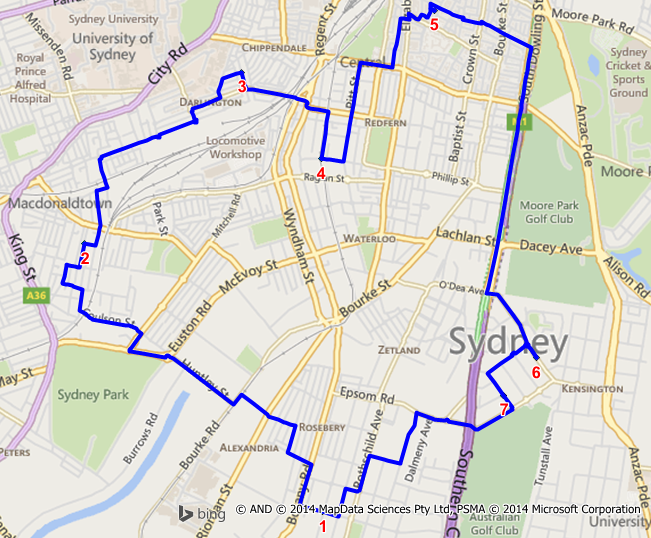 Missenden Rd
Sydney University
University of
Sydney
Royal
Prince
Alfred
Hospital
City Rd
CHIPPENDALE
Regent St
Central
Pitt St
5
Crown St
Bourke St
South Dowling St
Moore Park Rd
Sydney
Cricket &
Sports
Ground
Anzac Pde
3
DARLINGTON
Locomotive
Workshop
REDFERN
Baptist St
4
Phillip St
Moore P
Macdonaldtown
Park St
Mitchell Rd
Wyndham St
WATERLOO
Lachlan St
Moore Park
Golf Club
Dacey Ave
Alison Rd
King St
2
A36
McEvoy St
Euston Rd
Bourke St
O'Dea Ave
Coulson St
Sydney
ZETLAND
6
KENSINGTON
May St
Sydney Park
Huntley St
Epsom Rd
7
Burrows Rd
Bourke Rd
ROSEBERY
ALEXANDRIA
Rothschild Ave
Dalmeny Ave
Tunstall Ave
Anzac Pde
PETERS
Botany Rd
1
Southern C
bing
© AND © 2014 MapData Sciences Pty Ltd, PSMA © 2014 Microsoft Corporation
Australian
Golf Club
University